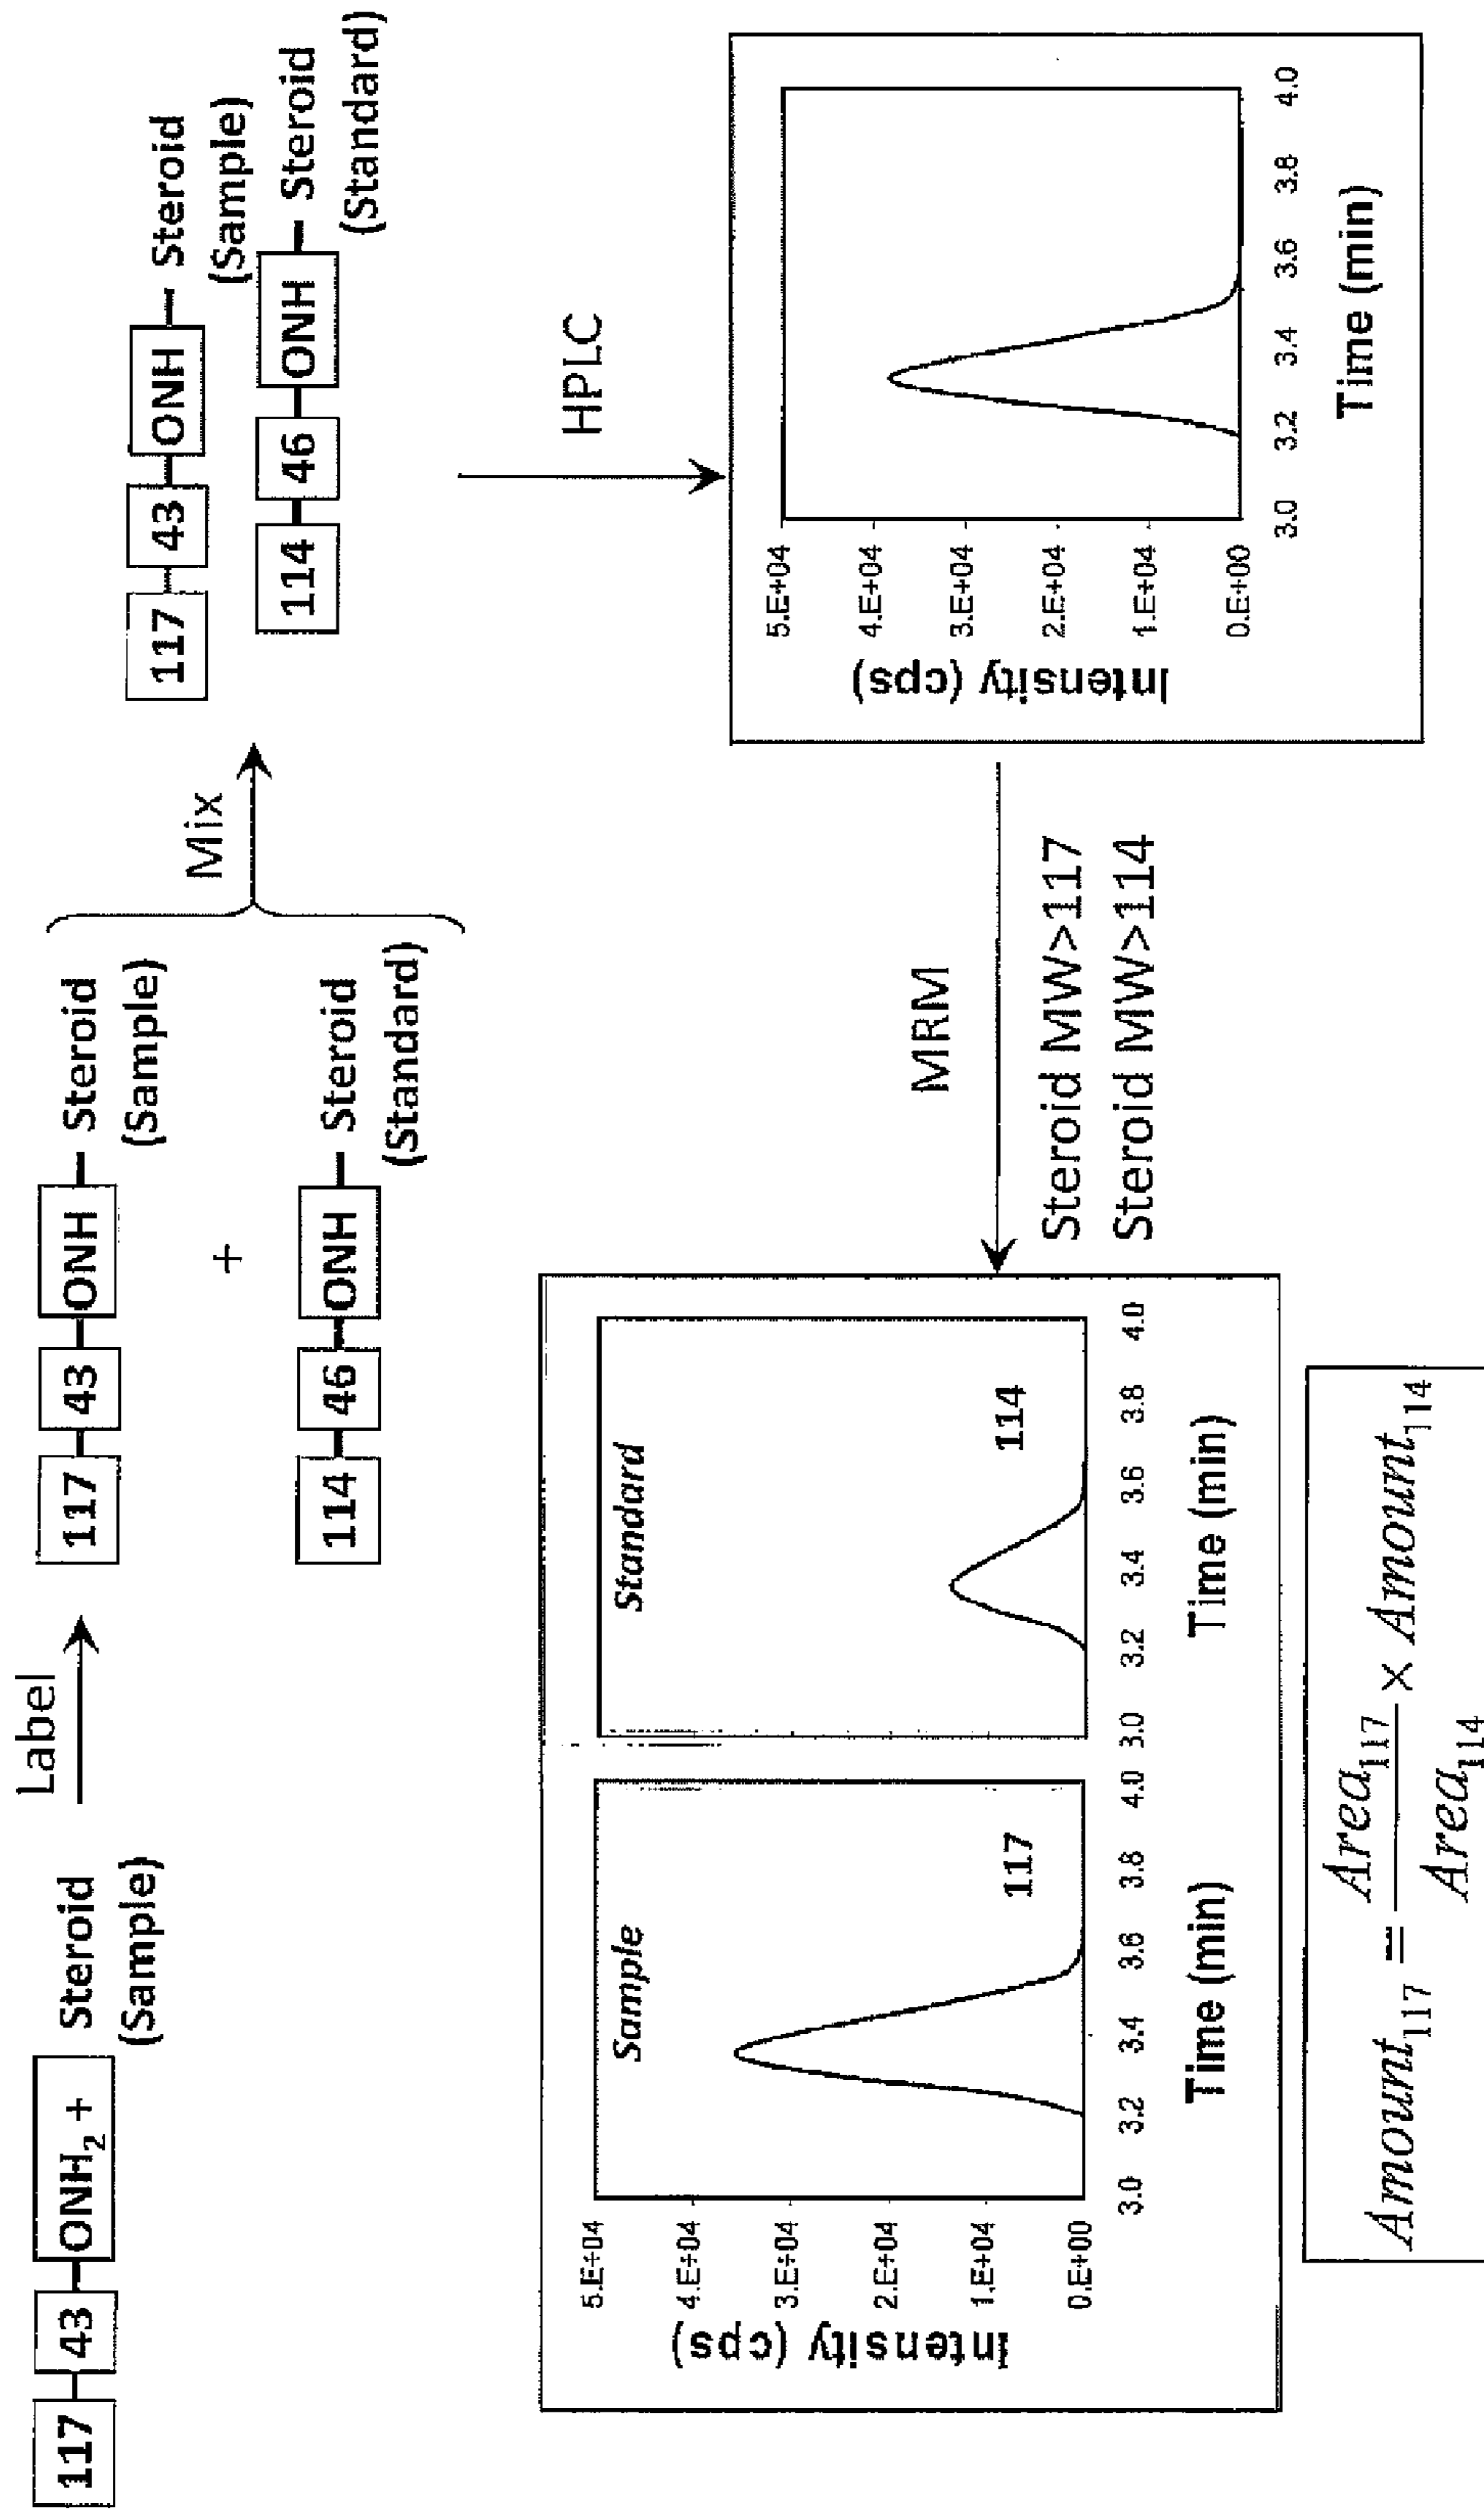 117 43 ONH₂ + Steroid
(Sample)
Label
117 43 ONH Steroid
(Sample)
+
114 46 ONH Steroid
(Standard)
Mix
117 43 ONH Steroid
(Sample)
114 46 ONH Steroid
(Standard)
HPLC
Intensity (cps)
5.E+04
4.E+04
3.E+04
2.E+04
1.E+04
0.E+00
3.0 3.2 3.4 3.6 3.8 4.0
Time (min)
MRM
Steroid MW>117
Steroid MW>114
intensity (cps)
5.E+04
4.E+04
3.E+04
2.E+04
1.E+04
0.E+00
Sample
117
3.0 3.2 3.4 3.6 3.8 4.0
Time (min)
Standard
114
3.0 3.2 3.4 3.6 3.8 4.0
Time (min)
Amount₁₁₇ = Area₁₁₇ × Amount₁₁₄
Area₁₁₄